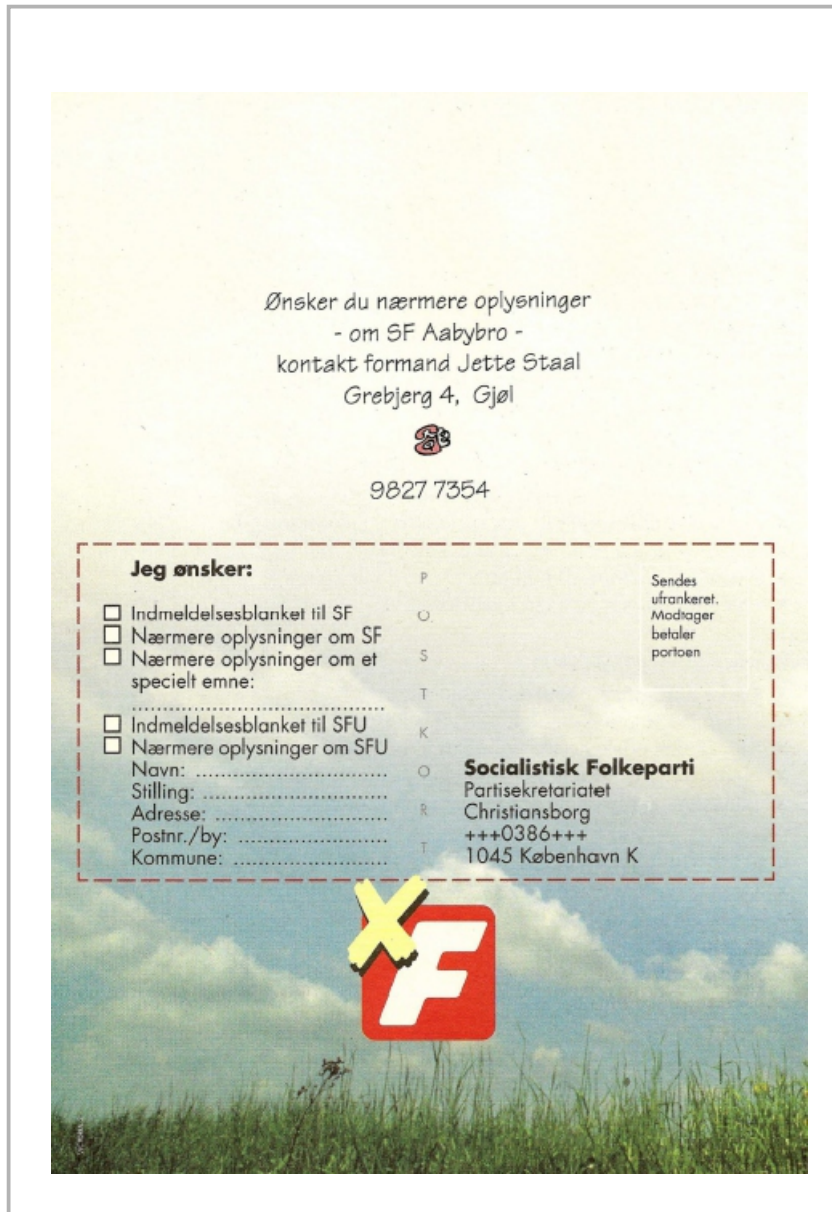 Ønsker du nærmere oplysninger
- om SF Aabybro -
kontakt formand Jette Staal
Grebjerg 4, Gjøl
9827 7354
Jeg ønsker:
Indmeldelsesblanket til SF
Nærmere oplysninger om SF
Nærmere oplysninger om et
specielt emne:
................................................
Indmeldelsesblanket til SFU
Nærmere oplysninger om SFU
Navn: ....................................
Stilling: ...................................
Adresse: ................................
Postnr./by: ............................
Kommune: .............................
P
O
S
T
K
O
R
T
Sendes
ufrankeret.
Modtager
betaler
portoen
Socialistisk Folkeparti
Partisekretariatet
Christiansborg
+++0386+++
1045 København K
X
F